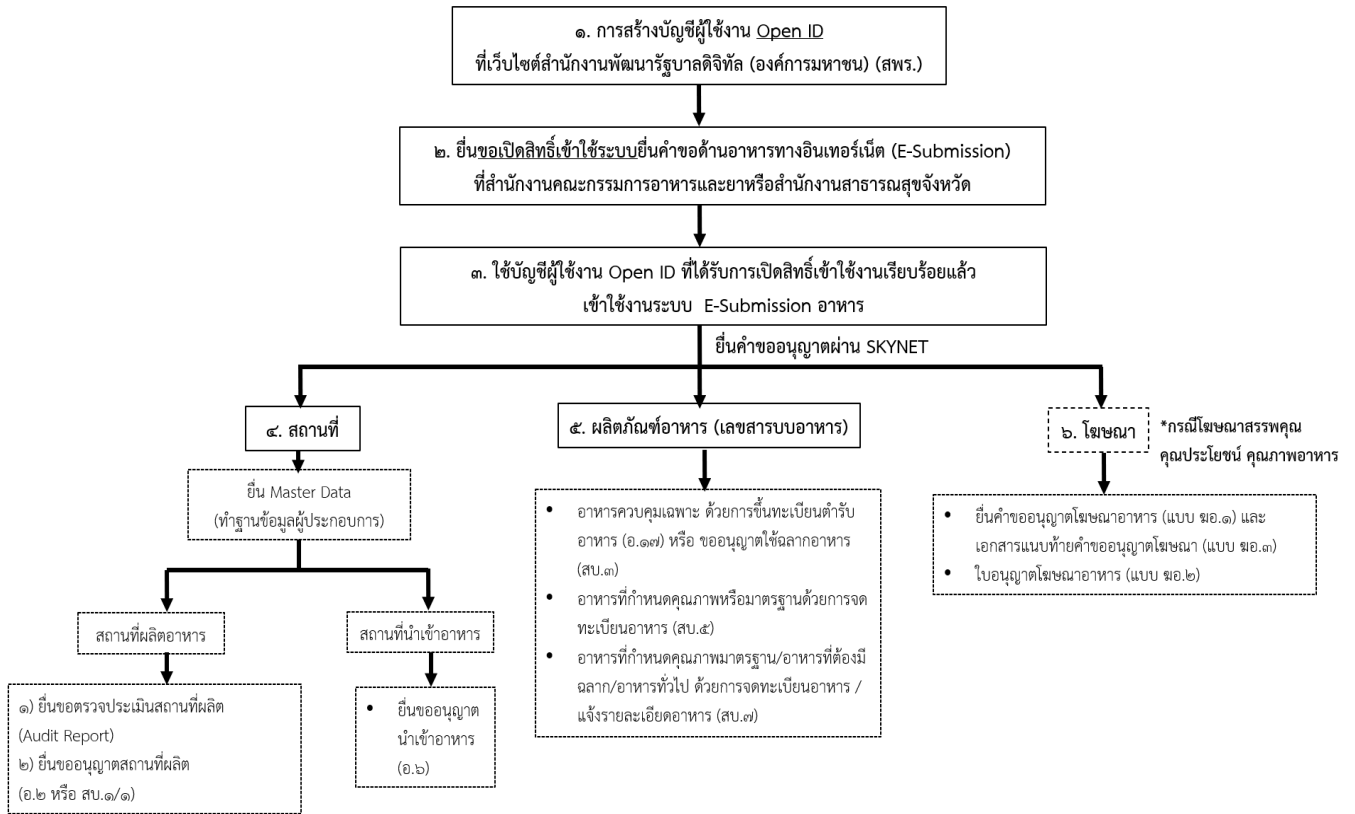 ๑. การสร้างบัญชีผู้ใช้งาน Open ID
ที่เว็บไซต์สำนักงานพัฒนารัฐบาลดิจิทัล (องค์การมหาชน) (สพร.)
๒. ยื่นขอเปิดสิทธิ์เข้าใช้ระบบยื่นคำขอด้านอาหารทางอินเทอร์เน็ต (E-Submission)
ที่สำนักงานคณะกรรมการอาหารและยาหรือสำนักงานสาธารณสุขจังหวัด
๓. ใช้บัญชีผู้ใช้งาน Open ID ที่ได้รับการเปิดสิทธิ์เข้าใช้งานเรียบร้อยแล้ว
เข้าใช้งานระบบ E-Submission อาหาร
ยื่นคำขออนุญาตผ่าน SKYNET
๔. สถานที่
ยื่น Master Data
(ทำฐานข้อมูลผู้ประกอบการ)
สถานที่ผลิตอาหาร
๑) ยื่นขอตรวจประเมินสถานที่ผลิต
(Audit Report)
๒) ยื่นขออนุญาตสถานที่ผลิต
(อ.๒ หรือ สบ.๑/๑)
สถานที่นำเข้าอาหาร
• ยื่นขออนุญาต
นำเข้าอาหาร
(อ.๖)
๕. ผลิตภัณฑ์อาหาร (เลขสารบบอาหาร)
• อาหารควบคุมเฉพาะ ด้วยการขึ้นทะเบียนตำรับ
อาหาร (อ.๑๗) หรือ ขออนุญาตใช้ฉลากอาหาร
(สบ.๓)
• อาหารที่กำหนดคุณภาพหรือมาตรฐานด้วยการจด
ทะเบียนอาหาร (สบ.๕)
• อาหารที่กำหนดคุณภาพมาตรฐาน/อาหารที่ต้องมี
ฉลาก/อาหารทั่วไป ด้วยการจดทะเบียนอาหาร /
แจ้งรายละเอียดอาหาร (สบ.๗)
๖. โฆษณา
*กรณีโฆษณาสรรพคุณ
คุณประโยชน์ คุณภาพอาหาร
• ยื่นคำขออนุญาตโฆษณาอาหาร (แบบ ฆอ.๑) และ
เอกสารแนบท้ายคำขออนุญาตโฆษณา (แบบ ฆอ.๓)
• ใบอนุญาตโฆษณาอาหาร (แบบ ฆอ.๒)